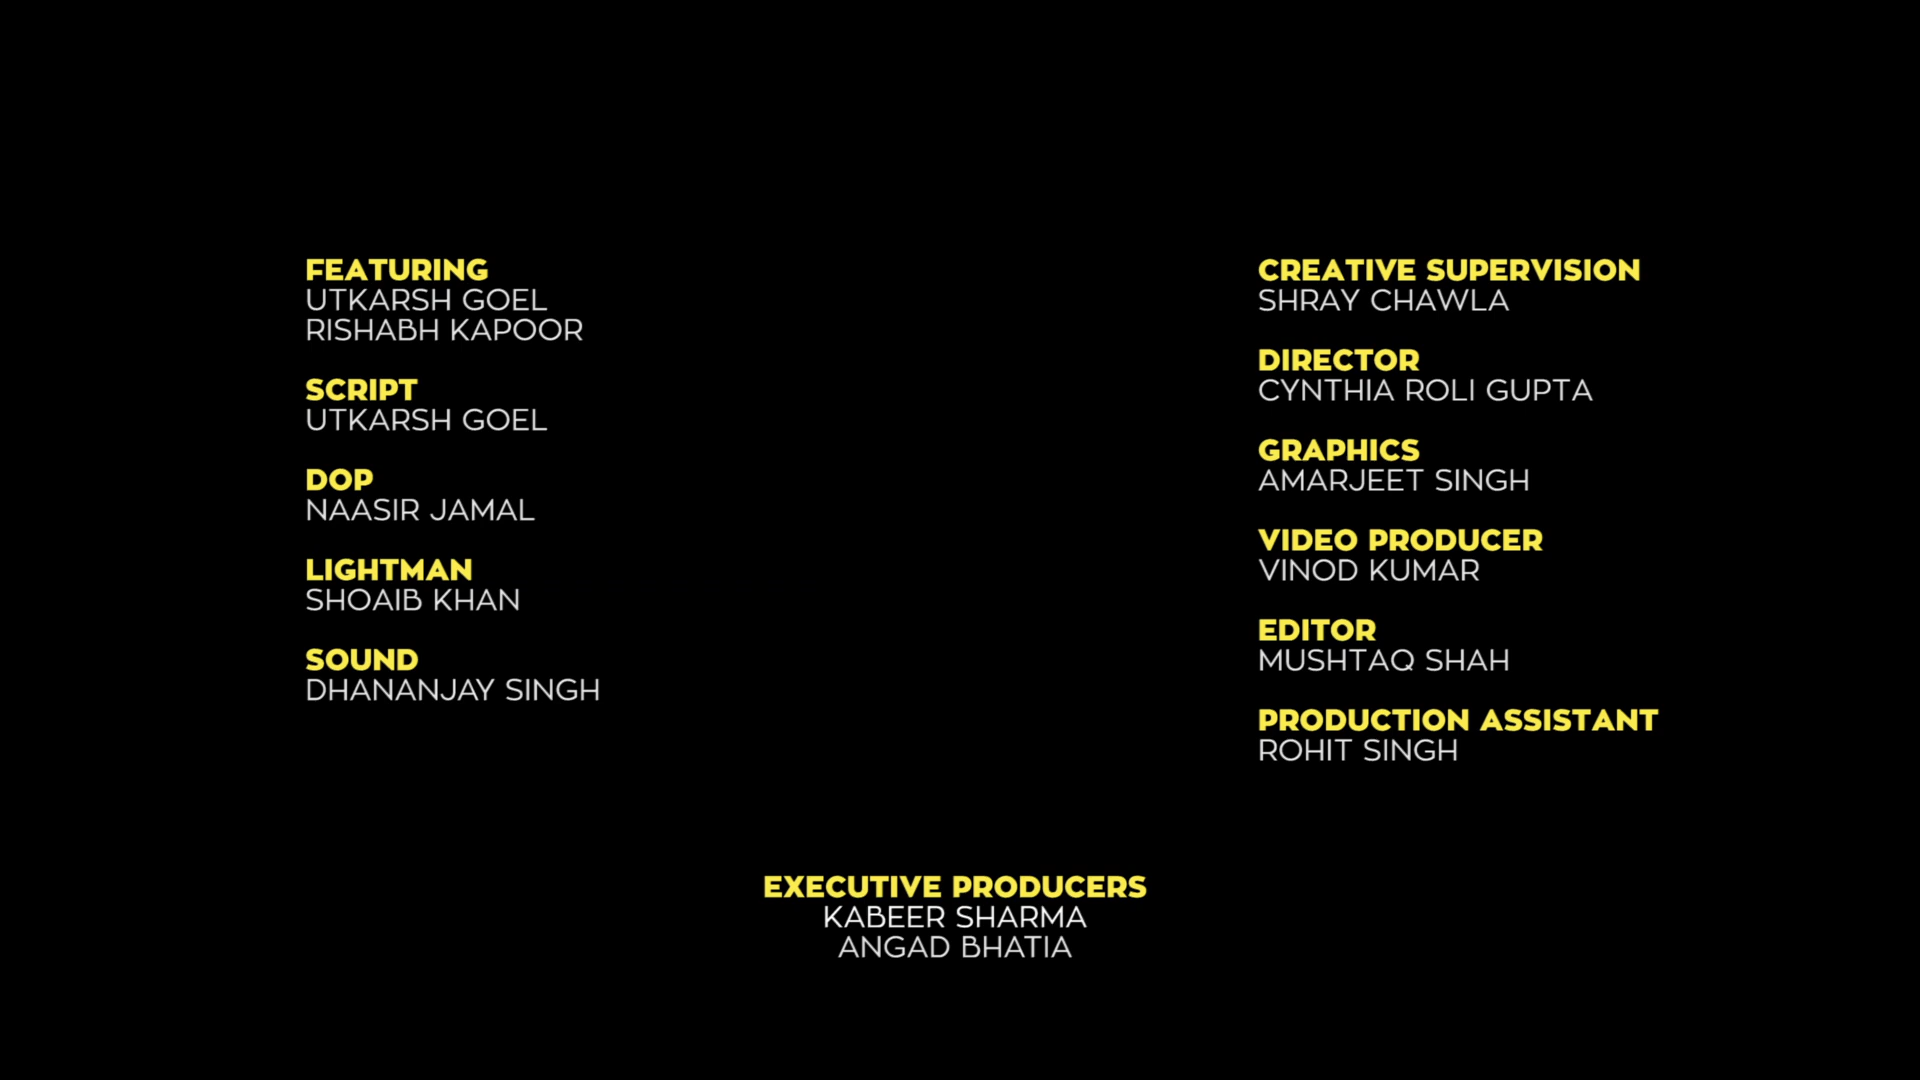 FEATURING
UTKARSH GOEL
RISHABH KAPOOR
SCRIPT
UTKARSH GOEL
DOP
NAASIR JAMAL
LIGHTMAN
SHOAIB KHAN
SOUND
DHANANJAY SINGH
CREATIVE SUPERVISION
SHRAY CHAWLA
DIRECTOR
CYNTHIA ROLI GUPTA
GRAPHICS
AMARJEET SINGH
VIDEO PRODUCER
VINOD KUMAR
EDITOR
MUSHTAQ SHAH
PRODUCTION ASSISTANT
ROHIT SINGH
EXECUTIVE PRODUCERS
KABEER SHARMA
ANGAD BHATIA